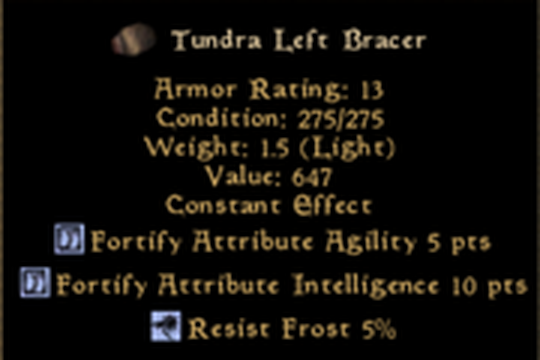 Tundra Left Bracer
Armor Rating: 13
Condition: 275/275
Weight: 1.5 (Light)
Value: 647
Constant Effect
Fortify Attribute Agility 5 pts
Fortify Attribute Intelligence 10 pts
Resist Frost 5%